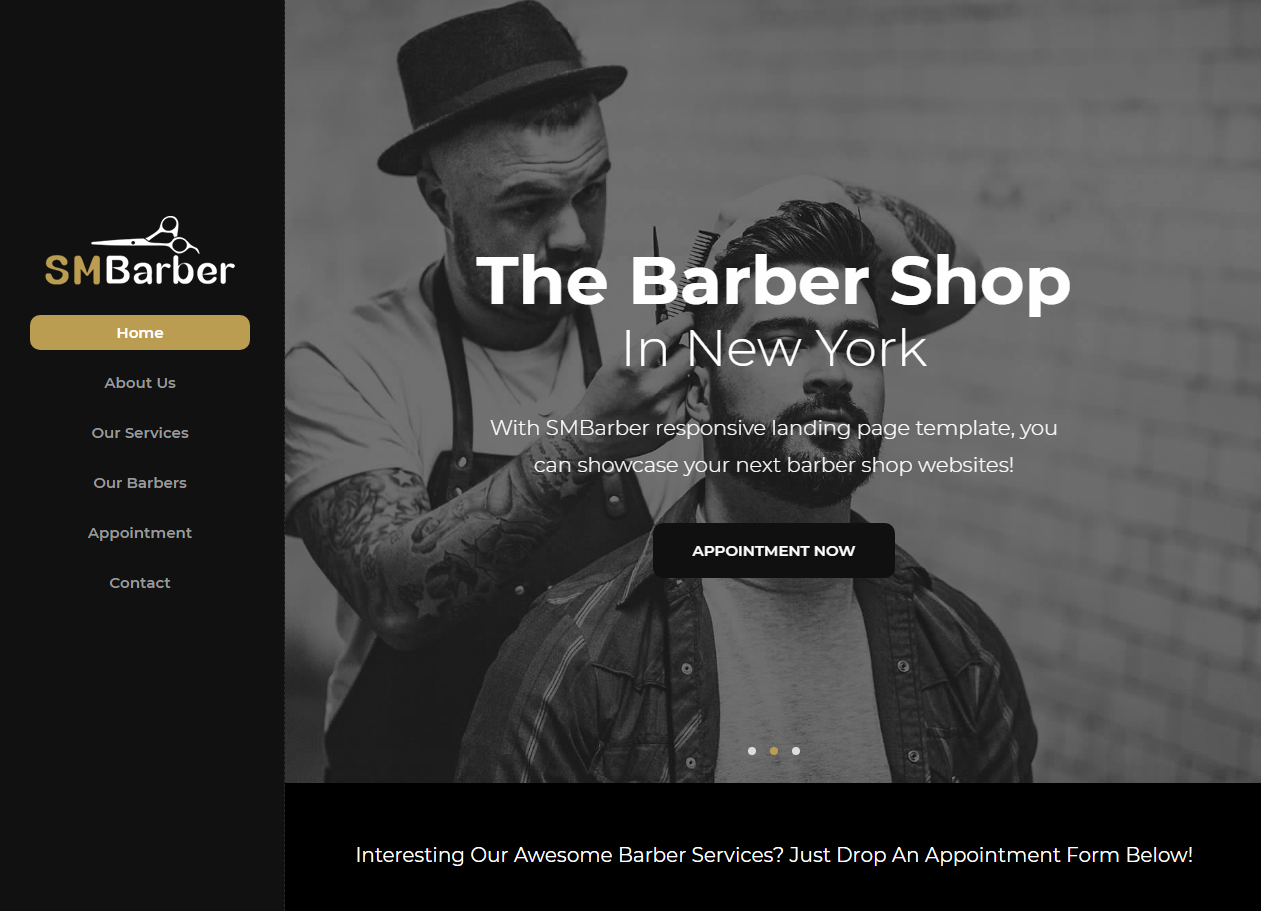 SMBarber
Home
About Us
Our Services
Our Barbers
Appointment
Contact
The Barber Shop
In New York
With SMBarber responsive landing page template, you
can showcase your next barber shop websites!
APPOINTMENT NOW
Interesting Our Awesome Barber Services? Just Drop An Appointment Form Below!